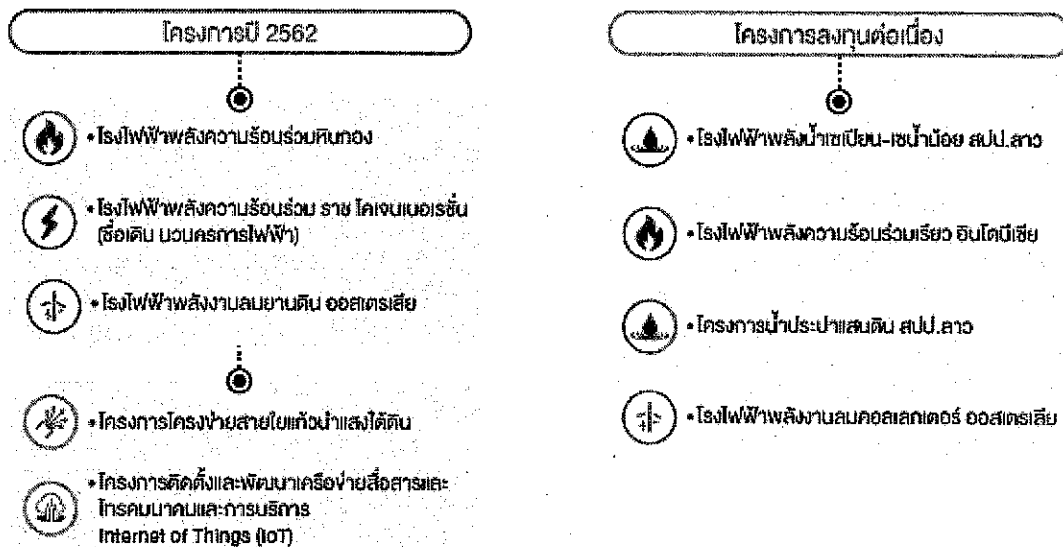 โครงการปี 2562
• โรงไฟฟ้าพลังความร้อนร่วมหินกอง
• โรงไฟฟ้าพลังความร้อนร่วม ราช โคเจนเนอเรชั่น
(ชื่อเดิม นวนครการไฟฟ้า)
• โรงไฟฟ้าพลังงานลมยานดิน ออสเตรเลีย
• โครงการโครงข่ายสายใยแก้วนำแสงใต้ดิน
• โครงการติดตั้งและพัฒนาเครือข่ายสื่อสารและ
โทรคมนาคมและการบริการ
Internet of Things (IoT)
โครงการลงทุนต่อเนื่อง
• โรงไฟฟ้าพลังน้ำเซเปียน-เซน้ำน้อย สปป.ลาว
• โรงไฟฟ้าพลังความร้อนร่วมเรียว อินโดนีเซีย
• โครงการน้ำประปาแสนดิน สปป.ลาว
• โรงไฟฟ้าพลังงานลมคอลเลกเตอร์ ออสเตรเลีย